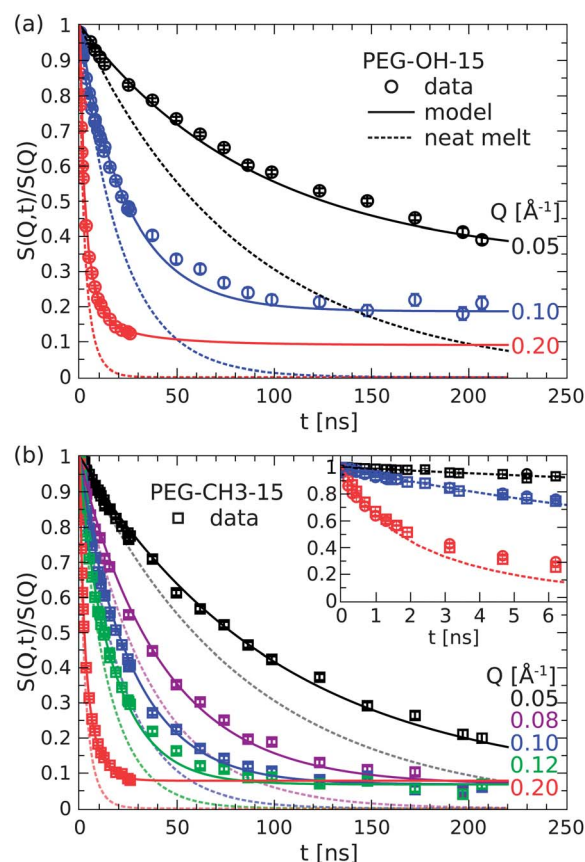 (a)
PEG-OH-15
data
model
neat melt
Q [Å⁻¹]
0.05
0.10
0.20
S(Q,t)/S(Q)
1
0.9
0.8
0.7
0.6
0.5
0.4
0.3
0.2
0.1
0
0 50 100 150 200 250
t [ns]
(b)
PEG-CH3-15
data
S(Q,t)/S(Q)
1
0.9
0.8
0.7
0.6
0.5
0.4
0.3
0.2
0.1
0
0 50 100 150 200 250
t [ns]
1
0.8
0.6
0.4
0.2
0
0 1 2 3 4 5 6
t [ns]
Q [Å⁻¹]
0.05
0.08
0.10
0.12
0.20